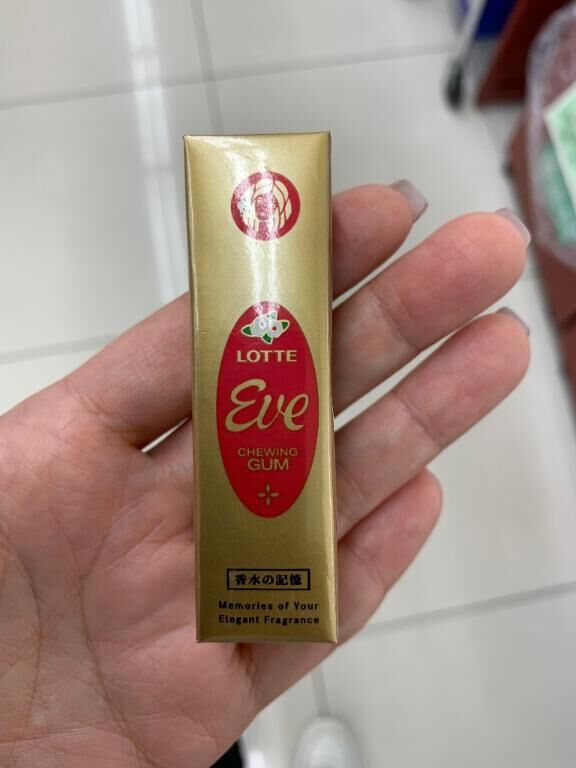 LOTTE
Eve
CHEWING
GUM
香水の記憶
Memories of Your
Elegant Fragrance